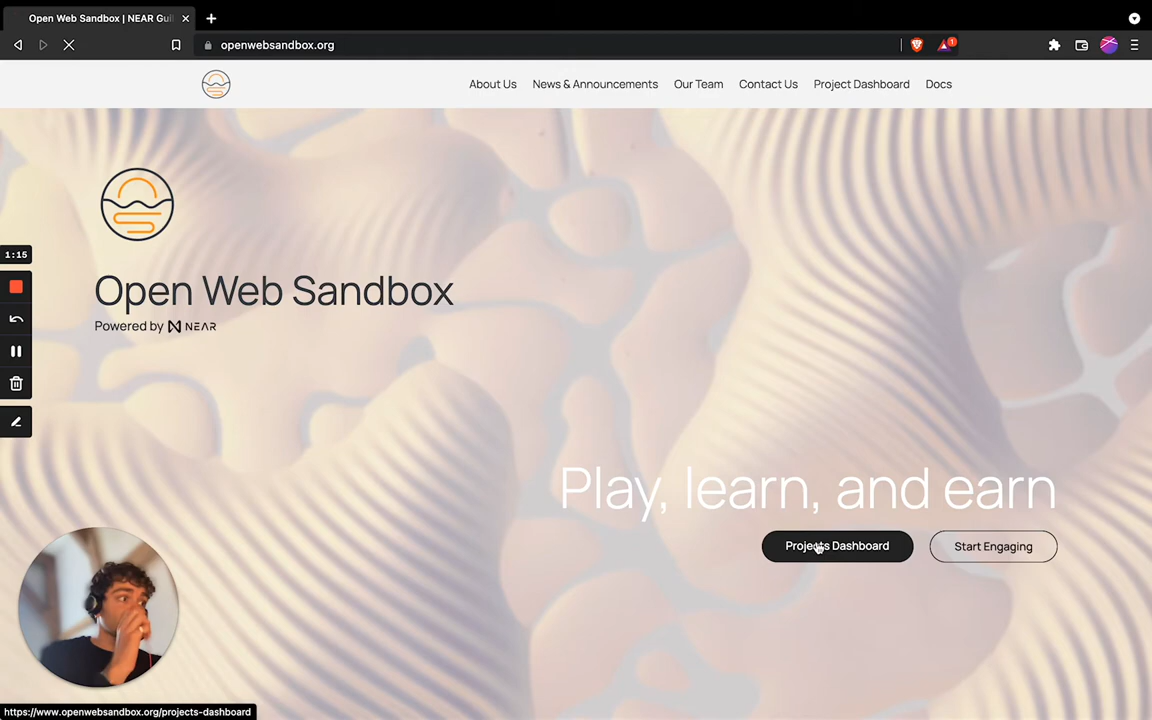 Open Web Sandbox | NEAR Gui
openwebsandbox.org
1
About Us
News & Announcements
Our Team
Contact Us
Project Dashboard
Docs
1:15
Open Web Sandbox
Powered by NEAR
Play, learn, and earn
Projects Dashboard
Start Engaging
https://www.openwebsandbox.org/projects-dashboard